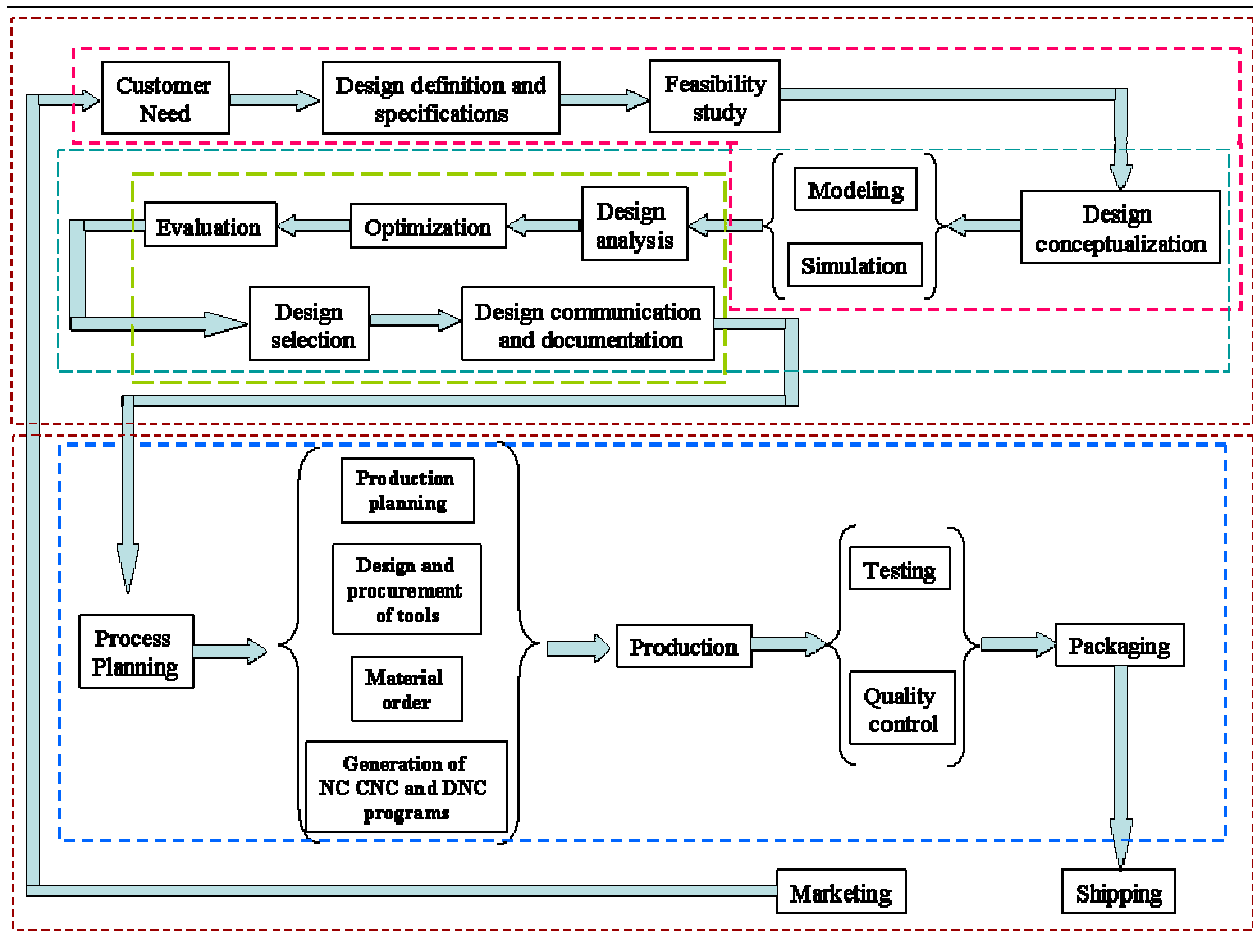 Customer
Need
Design definition and
specifications
Feasibility
study
Design
conceptualization
Modeling
Simulation
Design
analysis
Optimization
Evaluation
Design
selection
Design communication
and documentation
Process
Planning
Production
planning
Design and
procurement
of tools
Material
order
Generation of
NC CNC and DNC
programs
Production
Testing
Quality
control
Packaging
Shipping
Marketing